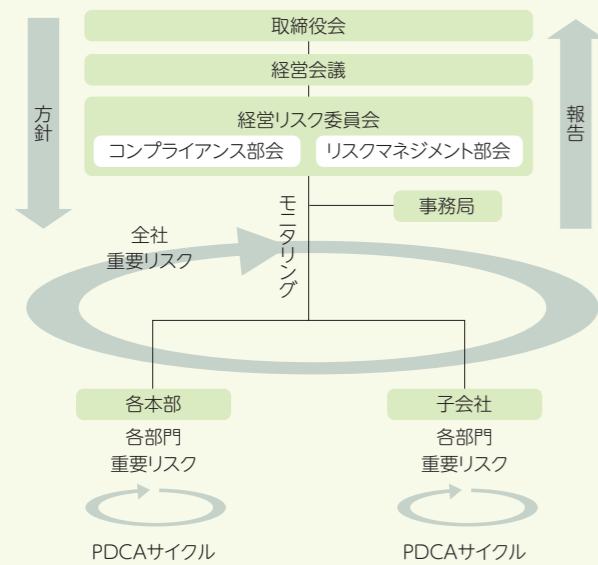 取締役会
経営会議
経営リスク委員会
コンプライアンス部会
リスクマネジメント部会
方針
報告
事務局
モニタリング
全社
重要リスク
各本部
各部門
重要リスク
PDCAサイクル
子会社
各部門
重要リスク
PDCAサイクル